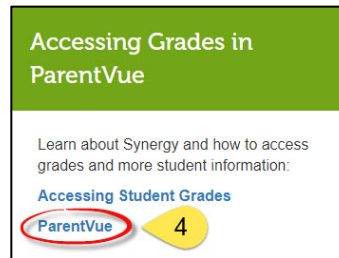 Accessing Grades in
ParentVue
Learn about Synergy and how to access
grades and more student information:
Accessing Student Grades
ParentVue
4